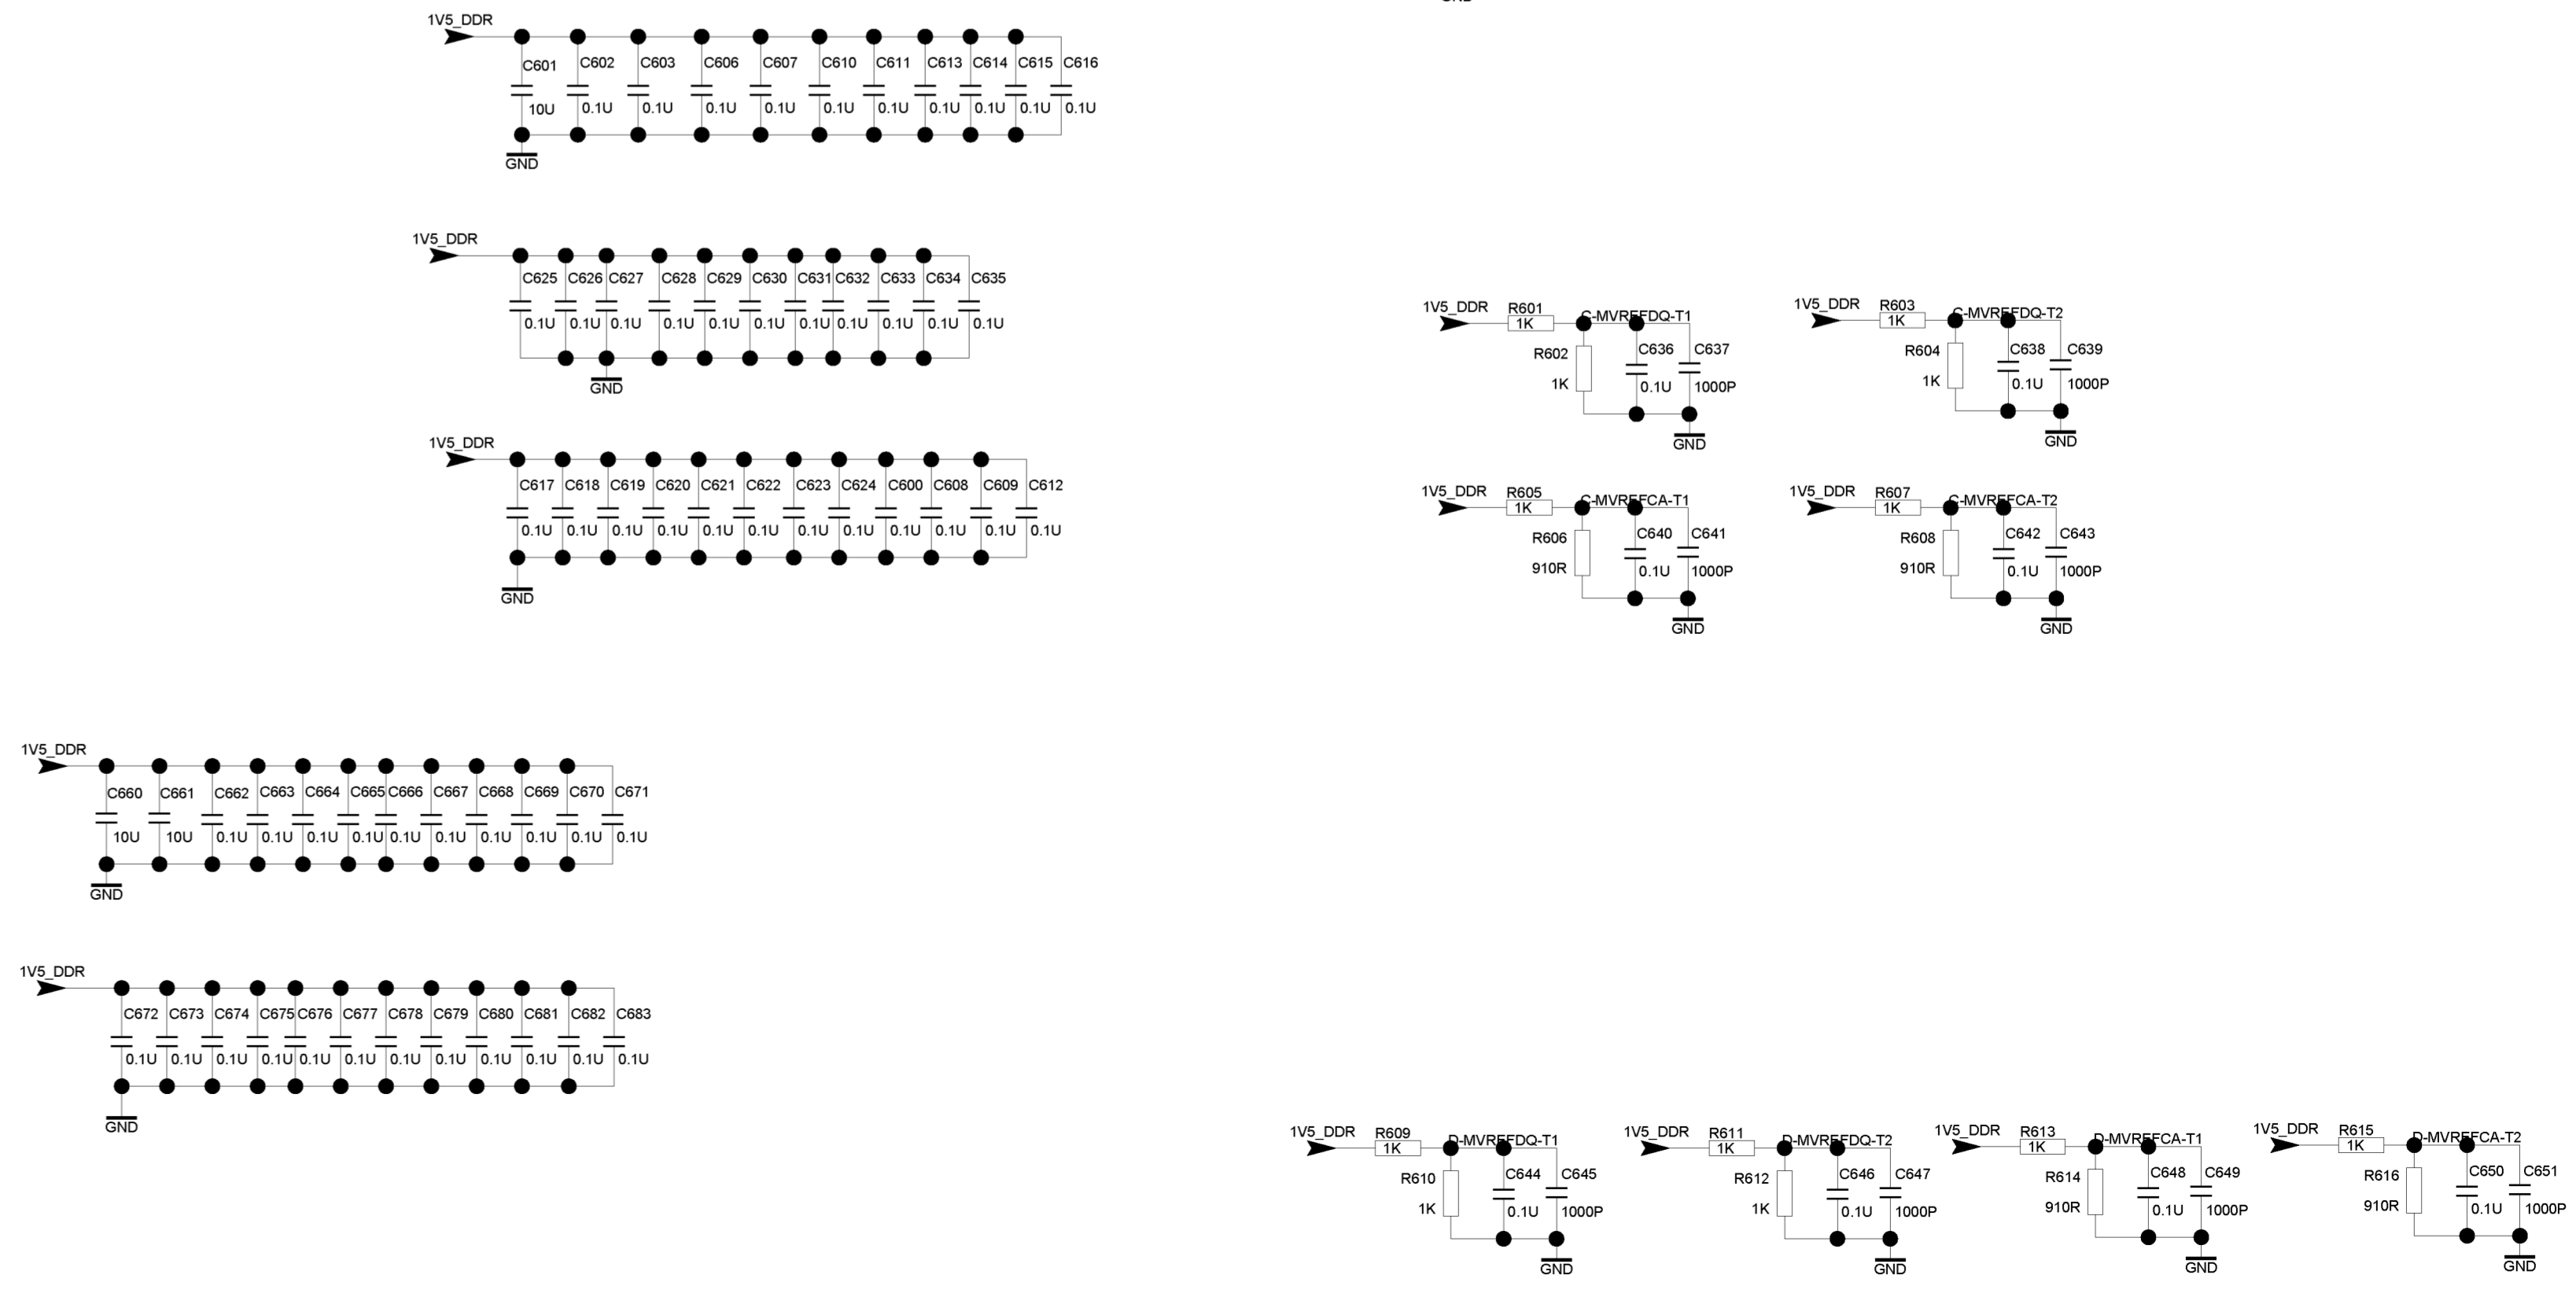 GND
1V5_DDR
C601 C602 C603 C606 C607 C610 C611 C613 C614 C615 C616
10U 0.1U 0.1U 0.1U 0.1U 0.1U 0.1U 0.1U 0.1U 0.1U 0.1U
GND
1V5_DDR
C625 C626 C627 C628 C629 C630 C631 C632 C633 C634 C635
0.1U 0.1U 0.1U 0.1U 0.1U 0.1U 0.1U 0.1U 0.1U 0.1U 0.1U
GND
1V5_DDR
C617 C618 C619 C620 C621 C622 C623 C624 C600 C608 C609 C612
0.1U 0.1U 0.1U 0.1U 0.1U 0.1U 0.1U 0.1U 0.1U 0.1U 0.1U 0.1U
GND
1V5_DDR R601 C-MVREFDQ-T1
1K
R602 C636 C637
1K 0.1U 1000P
GND
1V5_DDR R603 C-MVREFDQ-T2
1K
R604 C638 C639
1K 0.1U 1000P
GND
1V5_DDR R605 C-MVREFCA-T1
1K
R606 C640 C641
910R 0.1U 1000P
GND
1V5_DDR R607 C-MVREFCA-T2
1K
R608 C642 C643
910R 0.1U 1000P
GND
1V5_DDR
C660 C661 C662 C663 C664 C665 C666 C667 C668 C669 C670 C671
10U 10U 0.1U 0.1U 0.1U 0.1U 0.1U 0.1U 0.1U 0.1U 0.1U 0.1U
GND
1V5_DDR
C672 C673 C674 C675 C676 C677 C678 C679 C680 C681 C682 C683
0.1U 0.1U 0.1U 0.1U 0.1U 0.1U 0.1U 0.1U 0.1U 0.1U 0.1U 0.1U
GND
1V5_DDR R609 D-MVREFDQ-T1
1K
R610 C644 C645
1K 0.1U 1000P
GND
1V5_DDR R611 D-MVREFDQ-T2
1K
R612 C646 C647
1K 0.1U 1000P
GND
1V5_DDR R613 D-MVREFCA-T1
1K
R614 C648 C649
910R 0.1U 1000P
GND
1V5_DDR R615 D-MVREFCA-T2
1K
R616 C650 C651
910R 0.1U 1000P
GND